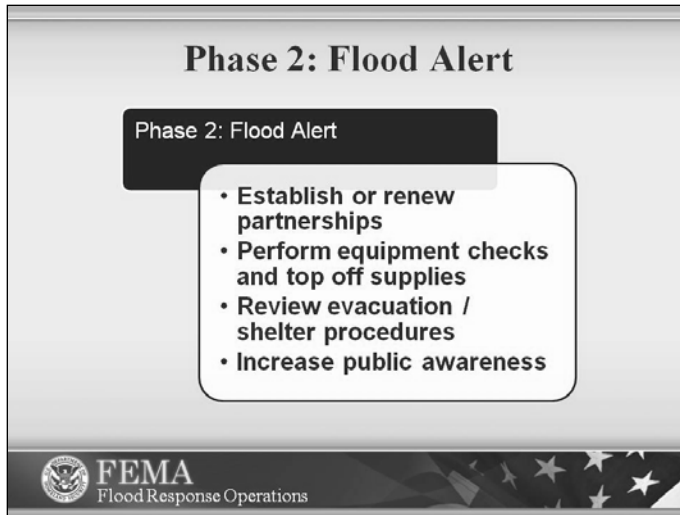 Phase 2: Flood Alert
Phase 2: Flood Alert
• Establish or renew
partnerships
• Perform equipment checks
and top off supplies
• Review evacuation /
shelter procedures
• Increase public awareness
FEMA
Flood Response Operations